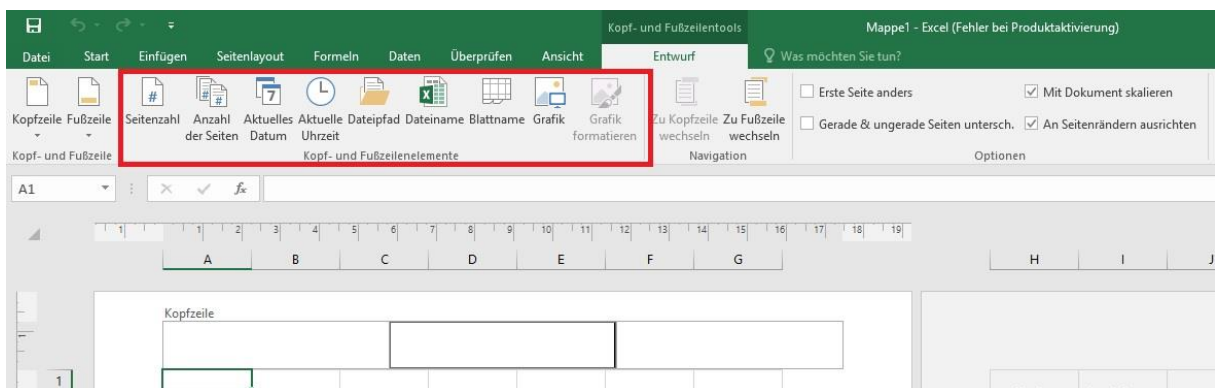 Kopf- und Fußzeilentools
Mappe1 - Excel (Fehler bei Produktaktivierung)
Datei Start Einfügen Seitenlayout Formeln Daten Überprüfen Ansicht Entwurf Was möchten Sie tun?
# # # 7 X
Erste Seite anders Mit Dokument skalieren
Kopfzeile Fußzeile Seitenzahl Anzahl Aktuelles Aktuelle Dateipfad Dateiname Blattname Grafik Grafik Zu Kopfzeile Zu Fußzeile
der Seiten Datum Uhrzeit formatieren wechseln wechseln
Gerade & ungerade Seiten untersch. An Seitenrändern ausrichten
Kopf- und Fußzeile Kopf- und Fußzeilenelemente Navigation Optionen
A1 fx
1 1 2 3 4 5 6 7 8 9 10 11 12 13 14 15 16 17 18 19
A B C D E F G H I J
Kopfzeile
1